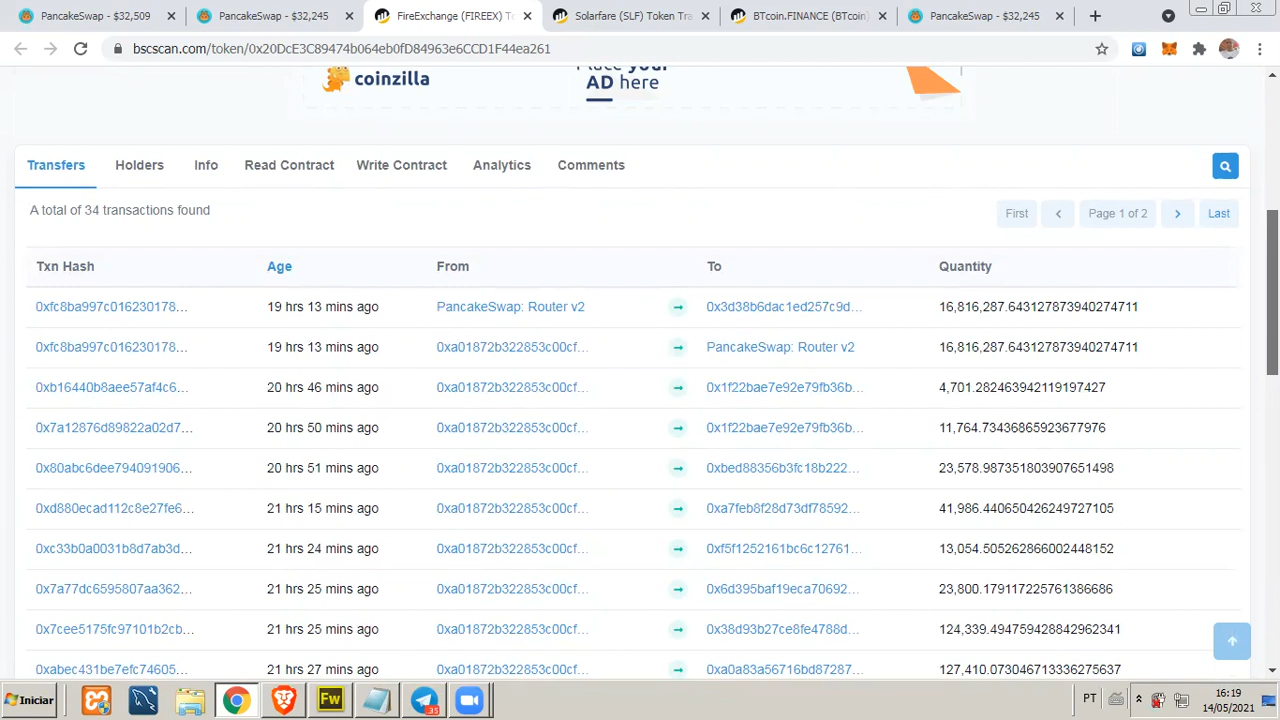 PancakeSwap - $32,509
PancakeSwap - $32,245
FireExchange (FIREEX) To
Solarfare (SLF) Token Tra
BTcoin.FINANCE (BTcoin)
PancakeSwap - $32,245
bscscan.com/token/0x20DcE3C89474b064eb0fD84963e6CCD1F44ea261
coinzilla
Place your
AD here
Transfers Holders Info Read Contract Write Contract Analytics Comments
A total of 34 transactions found
First Page 1 of 2 Last
Txn Hash Age From To Quantity
0xfc8ba997c016230178... 19 hrs 13 mins ago PancakeSwap: Router v2 0x3d38b6dac1ed257c9d... 16,816,287.643127873940274711
0xfc8ba997c016230178... 19 hrs 13 mins ago 0xa01872b322853c00cf... PancakeSwap: Router v2 16,816,287.643127873940274711
0xb16440b8aee57af4c6... 20 hrs 46 mins ago 0xa01872b322853c00cf... 0x1f22bae7e92e79fb36b... 4,701.282463942119197427
0x7a12876d89822a02d7... 20 hrs 50 mins ago 0xa01872b322853c00cf... 0x1f22bae7e92e79fb36b... 11,764.73436865923677976
0x80abc6dee794091906... 20 hrs 51 mins ago 0xa01872b322853c00cf... 0xbed88356b3fc18b222... 23,578.987351803907651498
0xd880ecad112c8e27fe6... 21 hrs 15 mins ago 0xa01872b322853c00cf... 0xa7feb8f28d73df78592... 41,986.440650426249727105
0xc33b0a0031b8d7ab3d... 21 hrs 24 mins ago 0xa01872b322853c00cf... 0xf5f1252161bc6c12761... 13,054.505262866002448152
0x7a77dc6595807aa362... 21 hrs 25 mins ago 0xa01872b322853c00cf... 0x6d395baf19eca70692... 23,800.179117225761386686
0x7cee5175fc97101b2cb... 21 hrs 25 mins ago 0xa01872b322853c00cf... 0x38d93b27ce8fe4788d... 124,339.494759428842962341
0xabec431be7efc74605... 21 hrs 27 mins ago 0xa01872b322853c00cf... 0xa0a83a56716bd87287... 127,410.073046713336275637
Iniciar
Fw
PT
16:19
14/05/2021